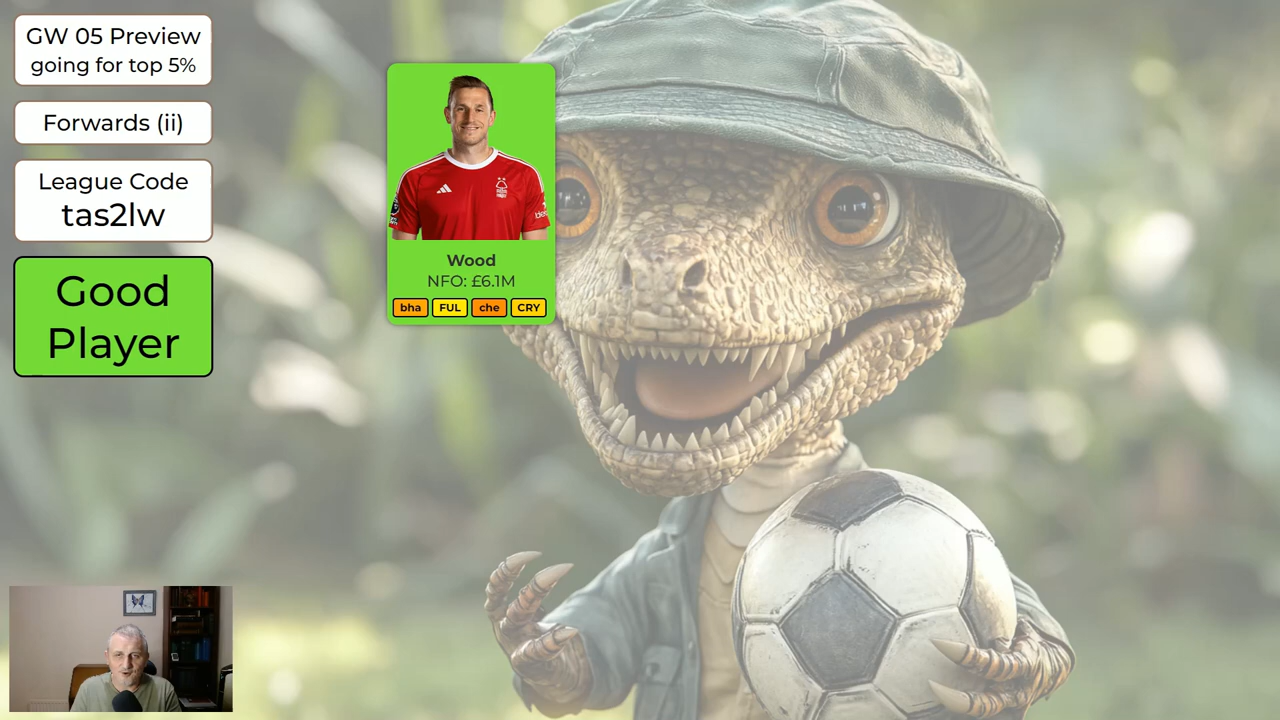 GW 05 Preview
going for top 5%
Forwards (ii)
League Code
tas2lw
Good
Player
Wood
NFO: £6.1M
bha FUL che CRY